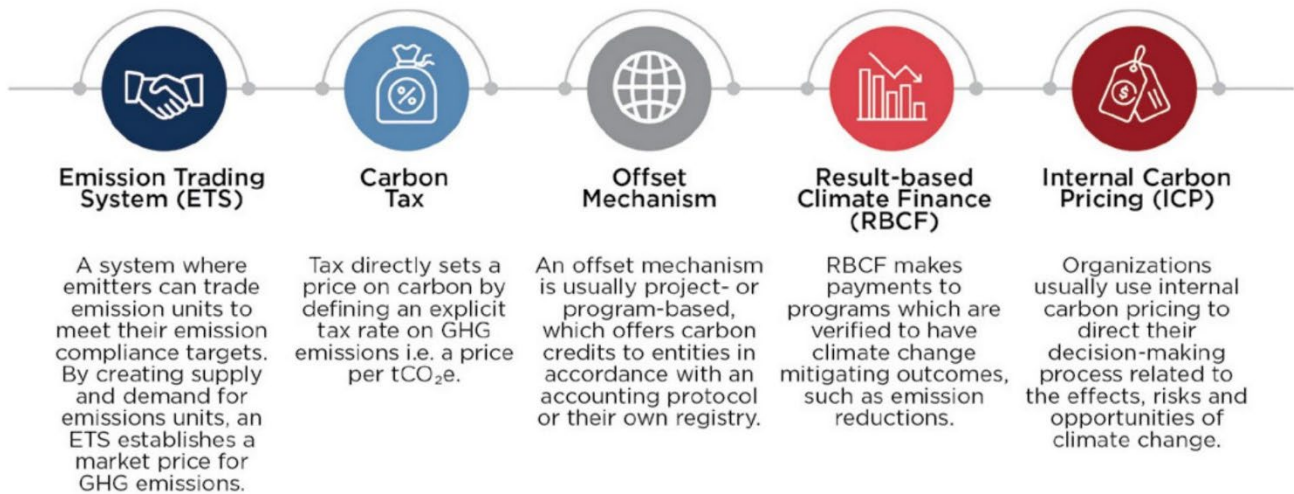 %
$
Emission Trading
System (ETS)
A system where
emitters can trade
emission units to
meet their emission
compliance targets.
By creating supply
and demand for
emissions units, an
ETS establishes a
market price for
GHG emissions.
Carbon
Tax
Tax directly sets a
price on carbon by
defining an explicit
tax rate on GHG
emissions i.e. a price
per tCO₂e.
Offset
Mechanism
An offset mechanism
is usually project- or
program-based,
which offers carbon
credits to entities in
accordance with an
accounting protocol
or their own registry.
Result-based
Climate Finance
(RBCF)
RBCF makes
payments to
programs which are
verified to have
climate change
mitigating outcomes,
such as emission
reductions.
Internal Carbon
Pricing (ICP)
Organizations
usually use internal
carbon pricing to
direct their
decision-making
process related to
the effects, risks and
opportunities of
climate change.